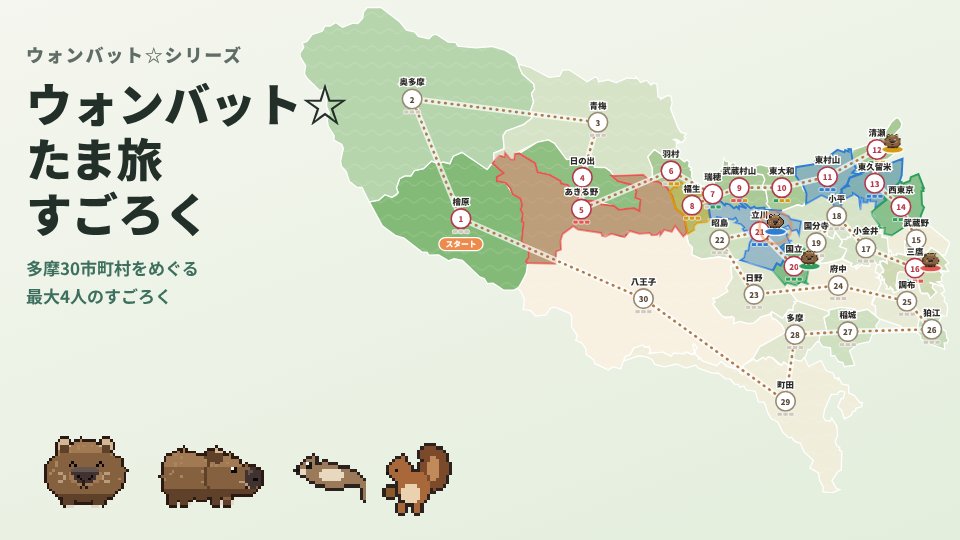 ウォンバット☆シリーズ
ウォンバット☆
たま旅
すごろく
多摩30市町村をめぐる
最大4人のすごろく
奥多摩
2
青梅
3
日の出
4
あきる野
5
檜原
1
スタート
羽村
6
瑞穂
7
福生
8
武蔵村山
9
東大和
10
東村山
11
清瀬
12
東久留米
13
西東京
14
武蔵野
15
三鷹
16
小金井
17
小平
18
国分寺
19
国立
20
立川
21
昭島
22
日野
23
府中
24
調布
25
狛江
26
稲城
27
多摩
28
町田
29
八王子
30